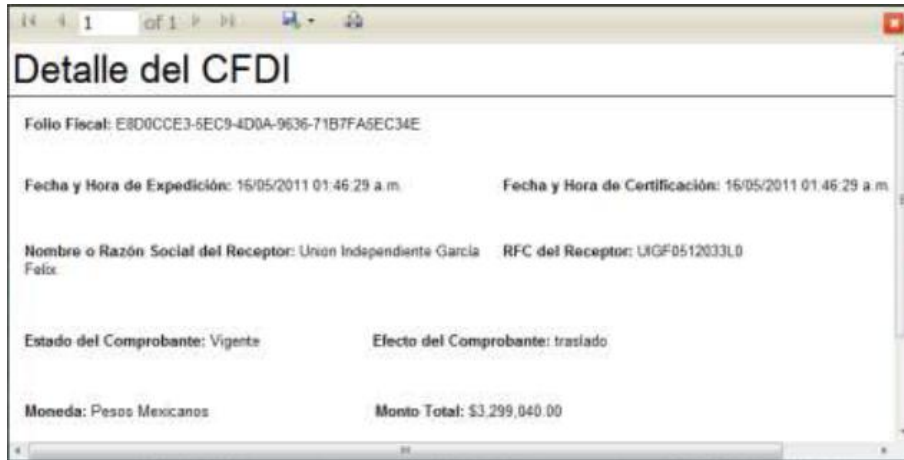 1 of 1
Detalle del CFDI
Folio Fiscal: E8D0CCE3-5EC9-4D0A-9636-71B7FA5EC34E
Fecha y Hora de Expedición: 16/05/2011 01:46:29 a.m. Fecha y Hora de Certificación: 16/05/2011 01:46:29 a.m.
Nombre o Razón Social del Receptor: Union Independiente García RFC del Receptor: UIGF0512033L0
Felix
Estado del Comprobante: Vigente Efecto del Comprobante: traslado
Moneda: Pesos Mexicanos Monto Total: $3,299,040.00